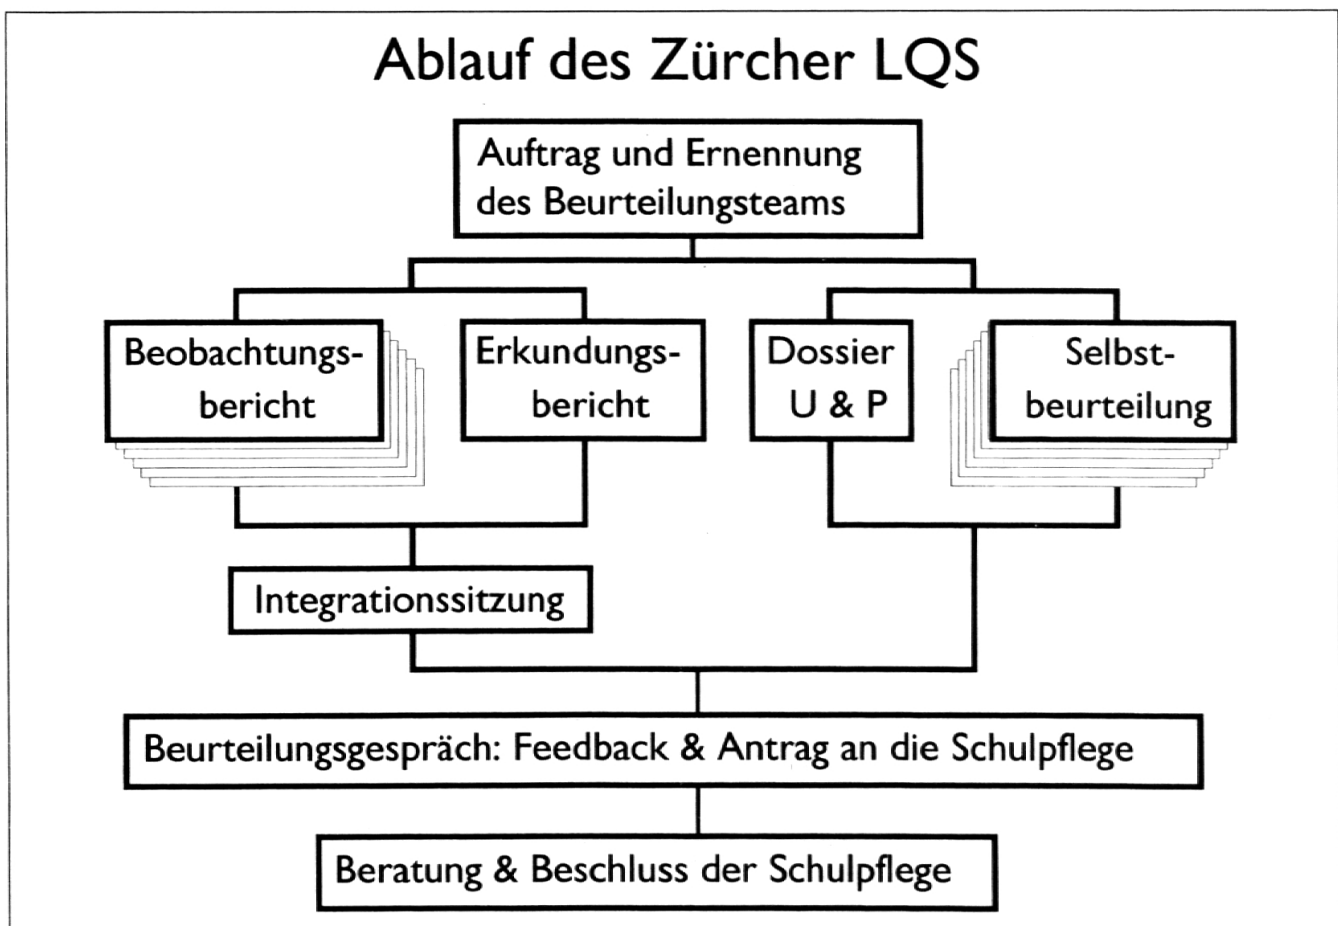 Ablauf des Zürcher LQS
Auftrag und Ernennung
des Beurteilungsteams
Beobachtungs-
bericht
Erkundungs-
bericht
Dossier
U & P
Selbst-
beurteilung
Integrationssitzung
Beurteilungsgespräch: Feedback & Antrag an die Schulpflege
Beratung & Beschluss der Schulpflege